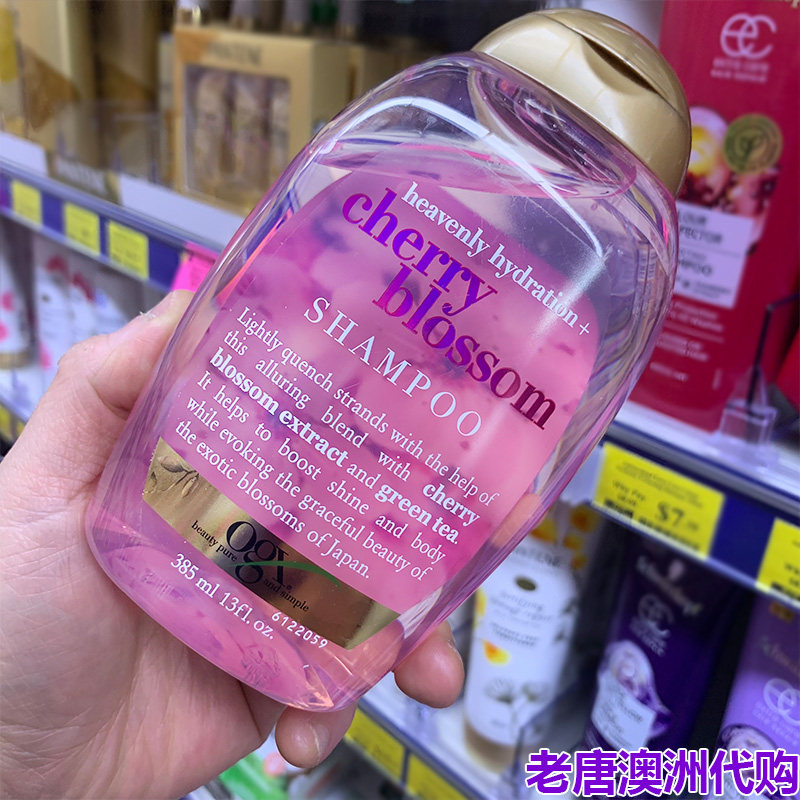 heavenly hydration+
cherry
blossom
SHAMPOO
Lightly quench strands with the help of
this alluring blend with cherry
blossom extract and green tea.
It helps to boost shine and body
while evoking the graceful beauty of
the exotic blossoms of Japan.
ogx
beauty pure and simple
385 ml 13fl. oz.
6122059
PANTENE
$7
老唐澳洲代购